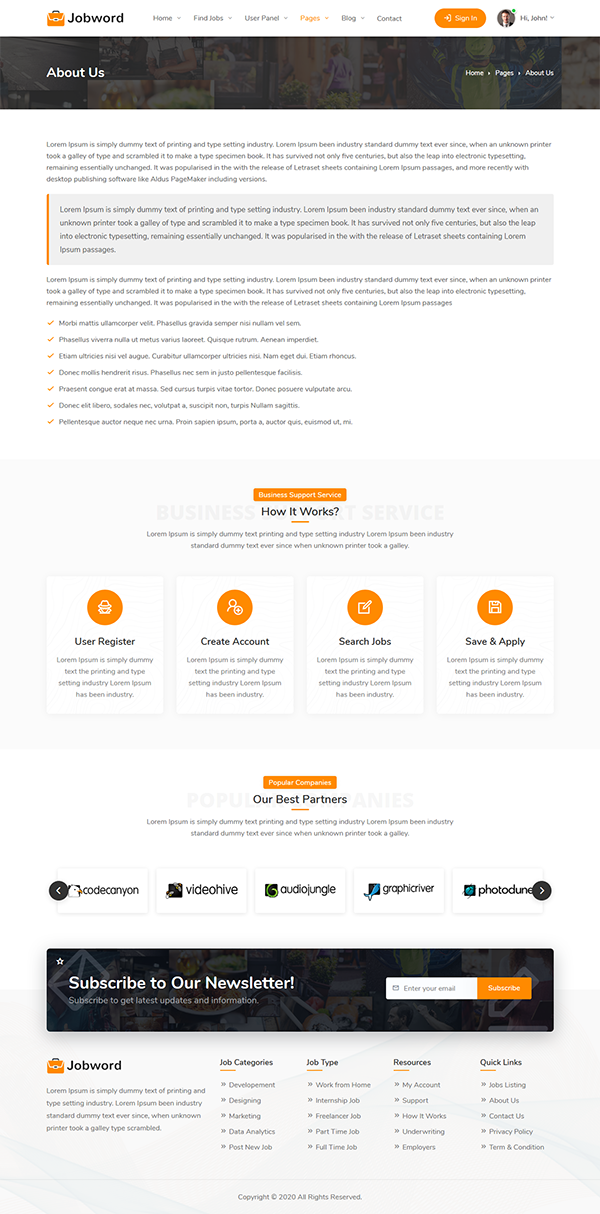 Jobword
Home Find Jobs User Panel Pages Blog Contact
Sign In
Hi, John!
About Us
Home Pages About Us
Lorem Ipsum is simply dummy text of printing and type setting industry. Lorem Ipsum been industry standard dummy text ever since, when an unknown printer
took a galley of type and scrambled it to make a type specimen book. It has survived not only five centuries, but also the leap into electronic typesetting,
remaining essentially unchanged. It was popularised in the with the release of Letraset sheets containing Lorem Ipsum passages, and more recently with
desktop publishing software like Aldus PageMaker including versions.
Lorem Ipsum is simply dummy text of printing and type setting industry. Lorem Ipsum been industry standard dummy text ever since, when an
unknown printer took a galley of type and scrambled it to make a type specimen book. It has survived not only five centuries, but also the leap
into electronic typesetting, remaining essentially unchanged. It was popularised in the with the release of Letraset sheets containing Lorem
Ipsum passages.
Lorem Ipsum is simply dummy text of printing and type setting industry. Lorem Ipsum been industry standard dummy text ever since, when an unknown printer
took a galley of type and scrambled it to make a type specimen book. It has survived not only five centuries, but also the leap into electronic typesetting,
remaining essentially unchanged. It was popularised in the with the release of Letraset sheets containing Lorem Ipsum passages
Morbi mattis ullamcorper velit. Phasellus gravida semper nisi nullam vel sem.
Phasellus viverra nulla ut metus varius laoreet. Quisque rutrum. Aenean imperdiet.
Etiam ultricies nisi vel augue. Curabitur ullamcorper ultricies nisi. Nam eget dui. Etiam rhoncus.
Donec mollis hendrerit risus. Phasellus nec sem in justo pellentesque facilisis.
Praesent congue erat at massa. Sed cursus turpis vitae tortor. Donec posuere vulputate arcu.
Donec elit libero, sodales nec, volutpat a, suscipit non, turpis Nullam sagittis.
Pellentesque auctor neque nec urna. Proin sapien ipsum, porta a, auctor quis, euismod ut, mi.
Business Support Service
BUSINESS SUPPORT SERVICE
How It Works?
Lorem Ipsum is simply dummy text of printing and type setting industry Lorem Ipsum been industry
standard dummy text ever since when unknown printer took a galley.
User Register
Lorem Ipsum is simply dummy
text the printing and type
setting industry Lorem Ipsum
has been industry.
Create Account
Lorem Ipsum is simply dummy
text the printing and type
setting industry Lorem Ipsum
has been industry.
Search Jobs
Lorem Ipsum is simply dummy
text the printing and type
setting industry Lorem Ipsum
has been industry.
Save & Apply
Lorem Ipsum is simply dummy
text the printing and type
setting industry Lorem Ipsum
has been industry.
Popular Companies
POPULAR COMPANIES
Our Best Partners
Lorem Ipsum is simply dummy text of printing and type setting industry Lorem Ipsum been industry
standard dummy text ever since when unknown printer took a galley.
codecanyon videohive audiojungle graphicriver photodune
Subscribe to Our Newsletter!
Subscribe to get latest updates and information.
Enter your email
Subscribe
Jobword
Lorem Ipsum is simply dummy text of printing and
type setting industry. Lorem Ipsum been industry
standard dummy text ever since, when unknown
printer took a galley type scrambled.
Job Categories
» Developement
» Designing
» Marketing
» Data Analytics
» Post New Job
Job Type
» Work from Home
» Internship Job
» Freelancer Job
» Part Time Job
» Full Time Job
Resources
» My Account
» Support
» How It Works
» Underwriting
» Employers
Quick Links
» Jobs Listing
» About Us
» Contact Us
» Privacy Policy
» Term & Condition
Copyright © 2020 All Rights Reserved.